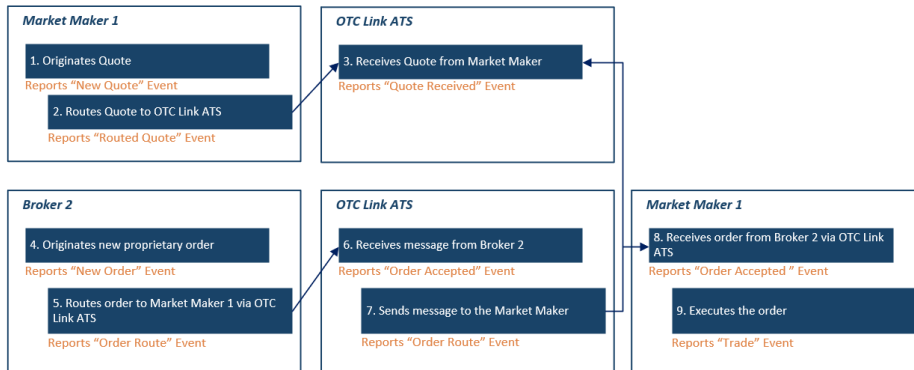 Market Maker 1
1. Originates Quote
Reports “New Quote” Event
2. Routes Quote to OTC Link ATS
Reports “Routed Quote” Event
OTC Link ATS
3. Receives Quote from Market Maker
Reports “Quote Received” Event
Broker 2
4. Originates new proprietary order
Reports “New Order” Event
5. Routes order to Market Maker 1 via OTC
Link ATS
Reports “Order Route” Event
OTC Link ATS
6. Receives message from Broker 2
Reports “Order Accepted” Event
7. Sends message to the Market Maker
Reports “Order Route” Event
Market Maker 1
8. Receives order from Broker 2 via OTC Link
ATS
Reports “Order Accepted ” Event
9. Executes the order
Reports “Trade” Event